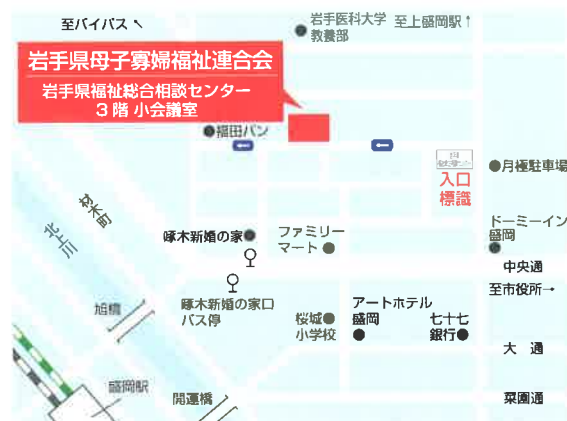 至バイパス↖
岩手医科大学
教養部
至上盛岡駅↑
岩手県母子寡婦福祉連合会
岩手県福祉総合相談センター
3階 小会議室
福田パン
入口
標識
月極駐車場
材木町
北上川
啄木新婚の家
ファミリー
マート
ドーミーイン
盛岡
中央通
至市役所→
啄木新婚の家口
バス停
旭橋
桜城
小学校
アートホテル
盛岡
七十七
銀行
大 通
盛岡駅
開運橋
菜園通